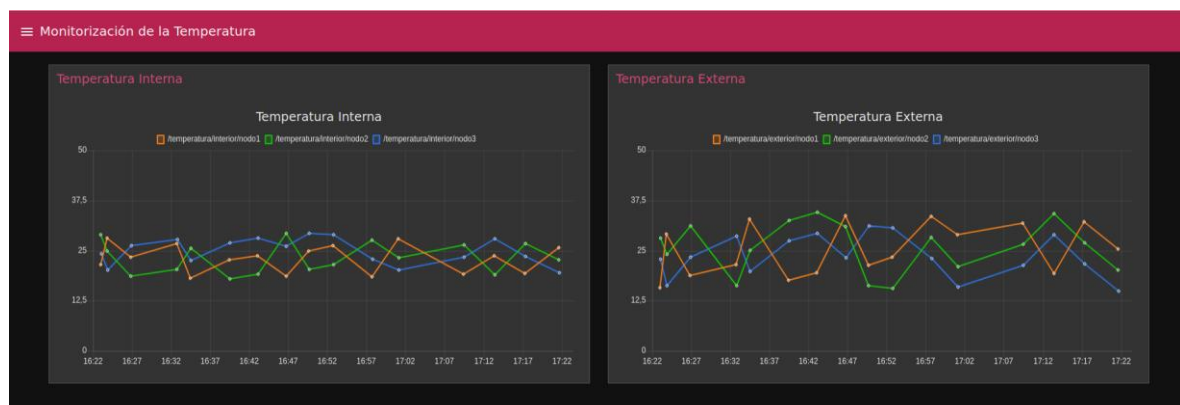 Monitorización de la Temperatura
Temperatura Interna
Temperatura Interna
/temperatura/interior/nodo1 /temperatura/interior/nodo2 /temperatura/interior/nodo3
50
37,5
25
12,5
0
16:22 16:27 16:32 16:37 16:42 16:47 16:52 16:57 17:02 17:07 17:12 17:17 17:22
Temperatura Externa
Temperatura Externa
/temperatura/exterior/nodo1 /temperatura/exterior/nodo2 /temperatura/exterior/nodo3
50
37,5
25
12,5
0
16:22 16:27 16:32 16:37 16:42 16:47 16:52 16:57 17:02 17:07 17:12 17:17 17:22